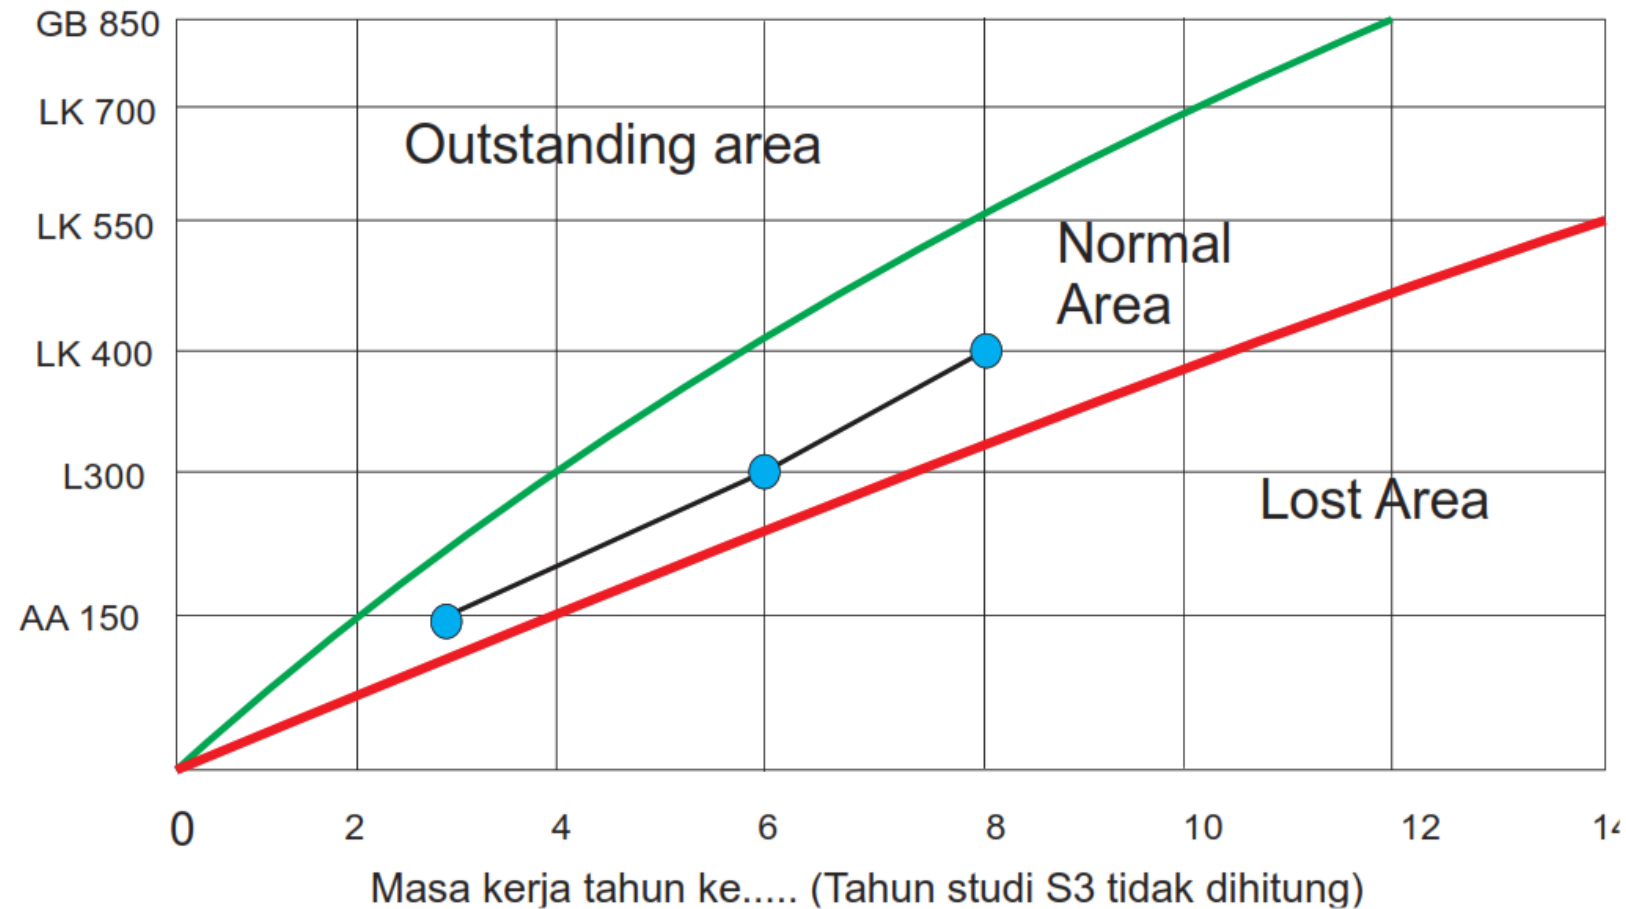 GB 850
LK 700
Outstanding area
LK 550
Normal
Area
LK 400
L300
Lost Area
AA 150
0 2 4 6 8 10 12
Masa kerja tahun ke..... (Tahun studi S3 tidak dihitung)